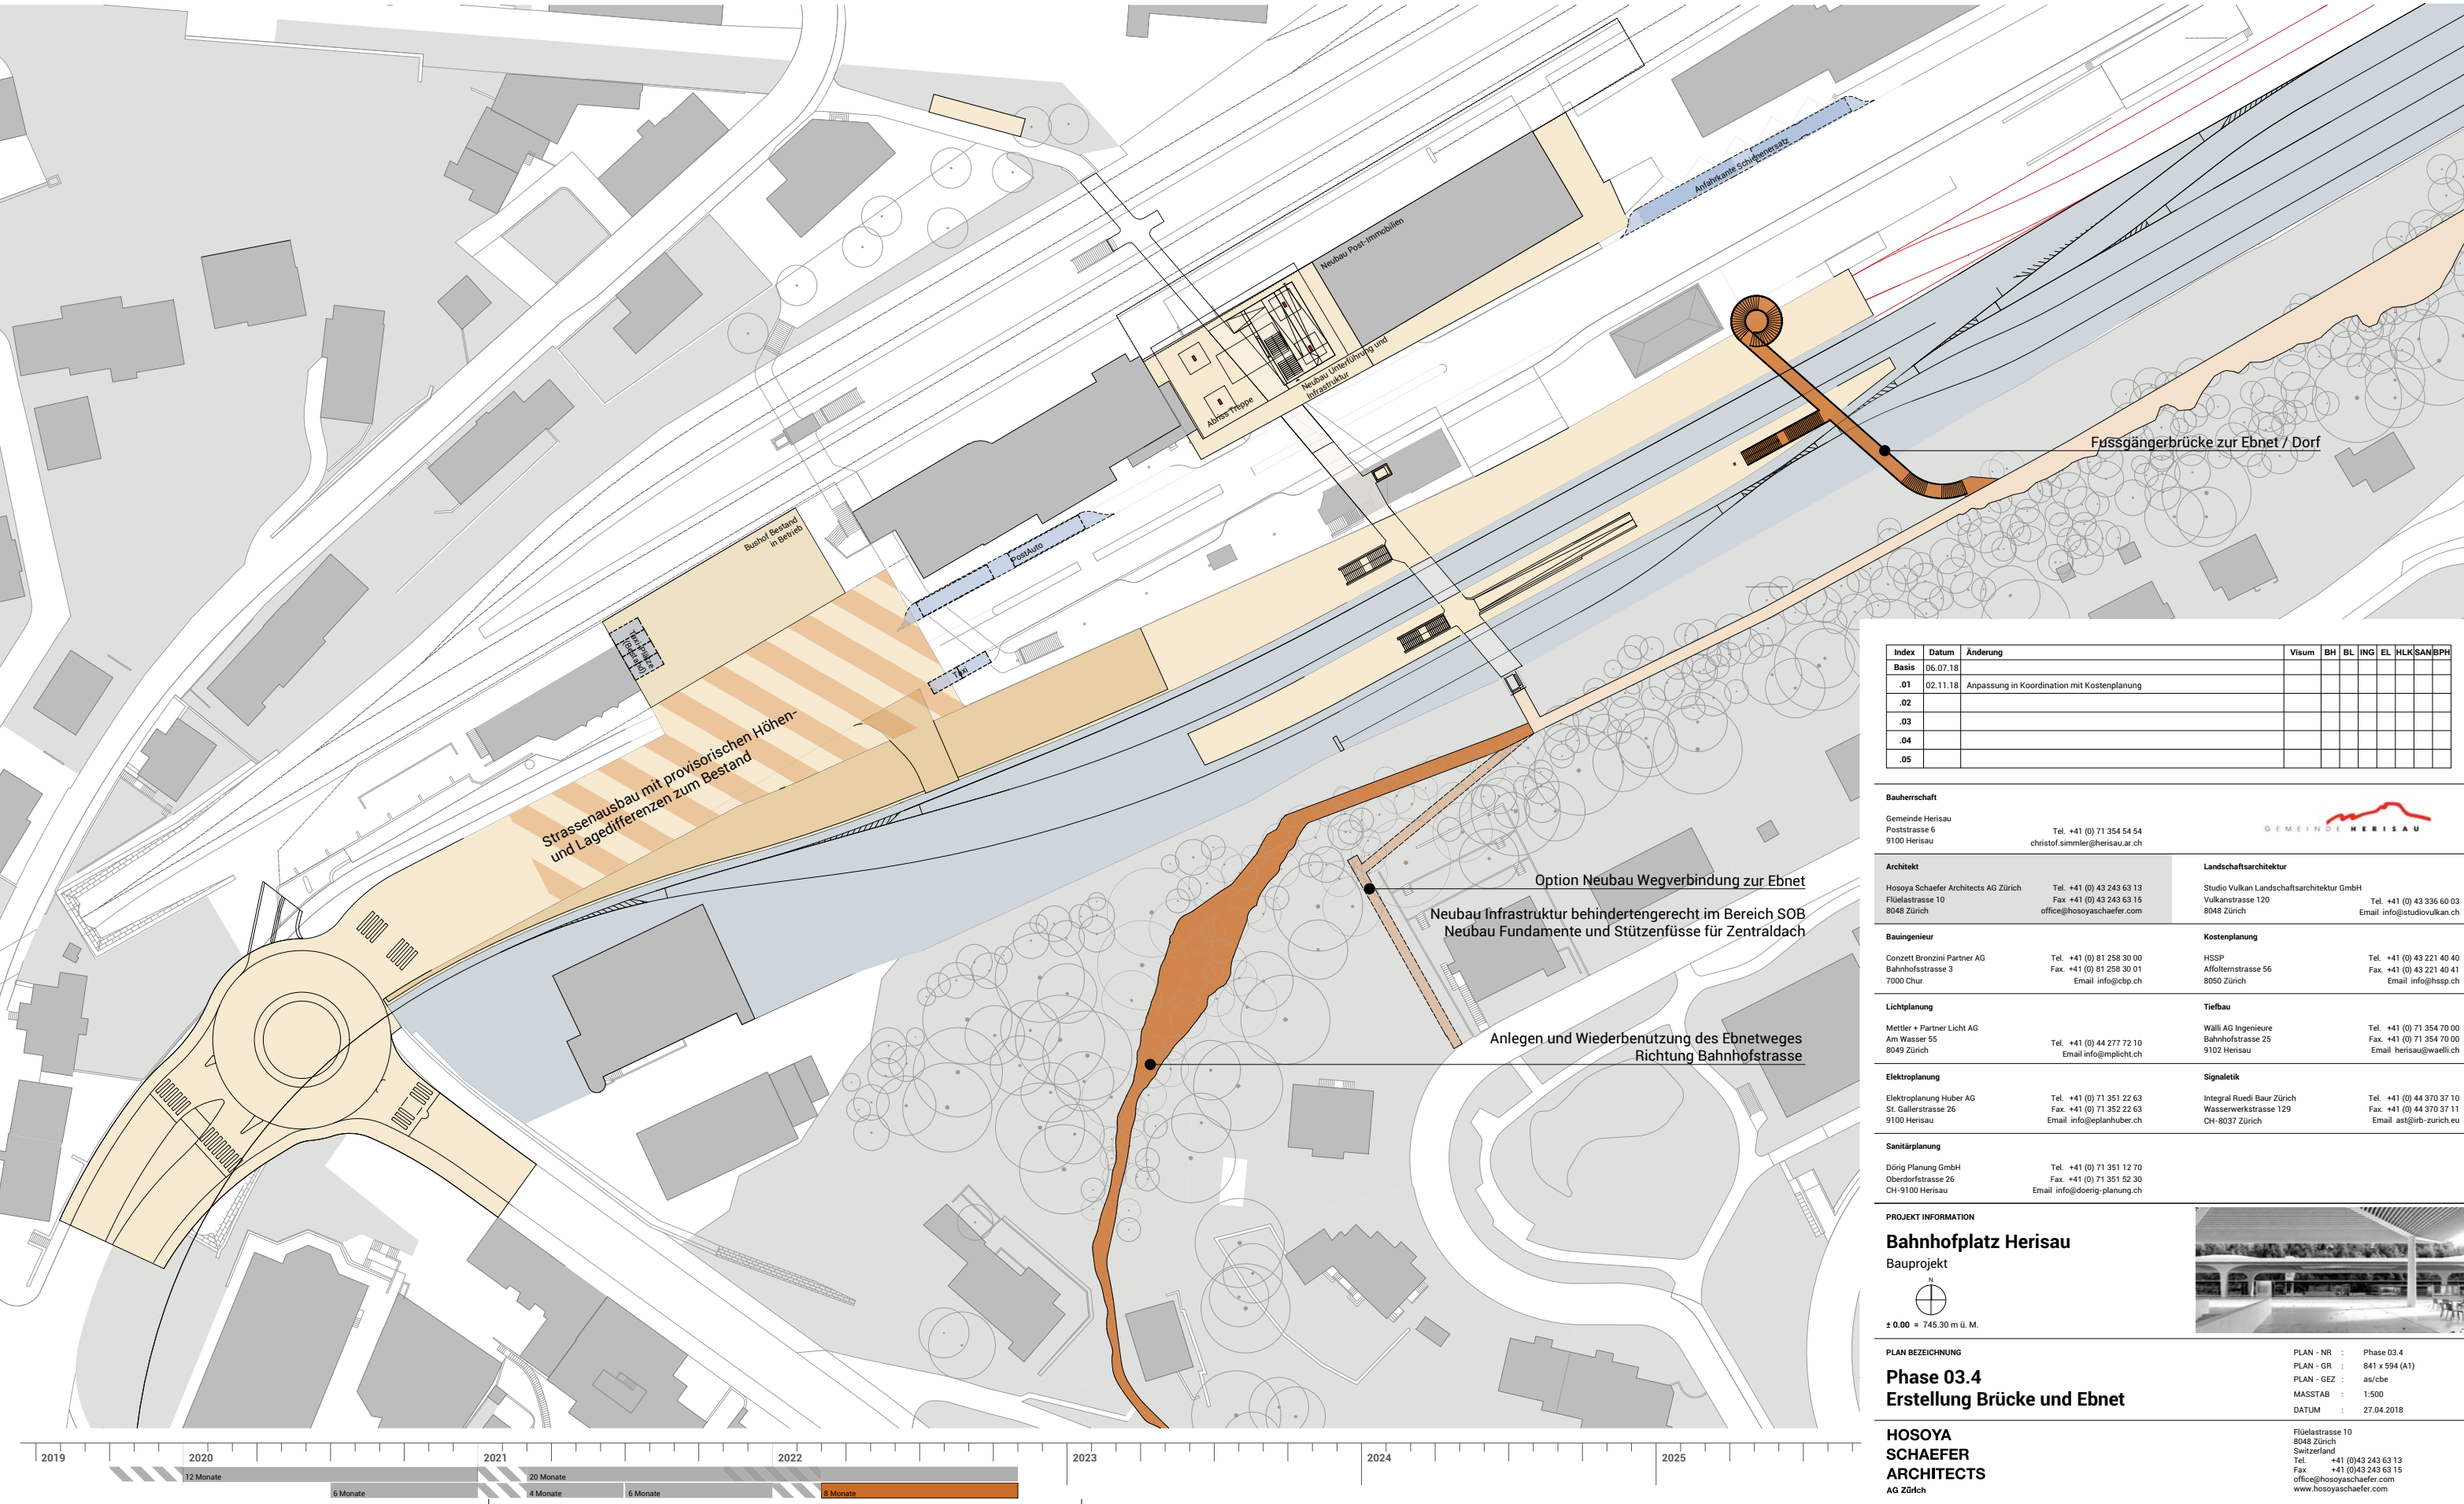 Anfahrkante Schienenersatz
Neubau Post-Immobilien
Neubau Unterführung und
Infrastruktur
Abriss Treppe
Fussgängerbrücke zur Ebnet / Dorf
Bushof Bestand
in Betrieb
PostAuto
Taxi Plätze
(Bestand)
Taxi
Strassenausbau mit provisorischen Höhen-
und Lagedifferenzen zum Bestand
Option Neubau Wegverbindung zur Ebnet
Neubau Infrastruktur behindertengerecht im Bereich SOB
Neubau Fundamente und Stützenfüsse für Zentraldach
Anlegen und Wiederbenutzung des Ebnetweges
Richtung Bahnhofstrasse
2019 2020 2021 2022 2023 2024 2025
12 Monate 20 Monate
6 Monate 4 Monate 6 Monate 8 Monate
Index Datum Änderung Visum BH BL ING EL HLK SAN BPH
Basis 06.07.18
.01 02.11.18 Anpassung in Koordination mit Kostenplanung
.02
.03
.04
.05
Bauherrschaft
Gemeinde Herisau
Poststrasse 6 Tel. +41 (0) 71 354 54 54
9100 Herisau christof.simmler@herisau.ar.ch
GEMEINDE HERISAU
Architekt
Hosoya Schaefer Architects AG Zürich Tel. +41 (0) 43 243 63 13
Flüelastrasse 10 Fax +41 (0) 43 243 63 15
8048 Zürich office@hosoyaschaefer.com
Landschaftsarchitektur
Studio Vulkan Landschaftsarchitektur GmbH
Vulkanstrasse 120 Tel. +41 (0) 43 336 60 03
8048 Zürich Email info@studiovulkan.ch
Bauingenieur
Conzett Bronzini Partner AG Tel. +41 (0) 81 258 30 00
Bahnhofsstrasse 3 Fax. +41 (0) 81 258 30 01
7000 Chur Email info@cbp.ch
Kostenplanung
HSSP Tel. +41 (0) 43 221 40 40
Affolternstrasse 56 Fax. +41 (0) 43 221 40 41
8050 Zürich Email info@hssp.ch
Lichtplanung
Mettler + Partner Licht AG
Am Wasser 55 Tel. +41 (0) 44 277 72 10
8049 Zürich Email info@mplicht.ch
Tiefbau
Wälli AG Ingenieure Tel. +41 (0) 71 354 70 00
Bahnhofstrasse 25 Fax. +41 (0) 71 354 70 00
9102 Herisau Email herisau@waelli.ch
Elektroplanung
Elektroplanung Huber AG Tel. +41 (0) 71 351 22 63
St. Gallerstrasse 26 Fax. +41 (0) 71 352 22 63
9100 Herisau Email info@eplanhuber.ch
Signaletik
Integral Ruedi Baur Zürich Tel. +41 (0) 44 370 37 10
Wasserwerkstrasse 129 Fax. +41 (0) 44 370 37 11
CH-8037 Zürich Email ast@irb-zurich.eu
Sanitärplanung
Dörig Planung GmbH Tel. +41 (0) 71 351 12 70
Oberdorfstrasse 26 Fax. +41 (0) 71 351 52 30
CH-9100 Herisau Email info@doerig-planung.ch
PROJEKT INFORMATION
Bahnhofplatz Herisau
Bauprojekt
N
± 0.00 = 745.30 m ü. M.
PLAN BEZEICHNUNG
Phase 03.4
Erstellung Brücke und Ebnet
PLAN - NR : Phase 03.4
PLAN - GR : 841 x 594 (A1)
PLAN - GEZ : as/cbe
MASSTAB : 1:500
DATUM : 27.04.2018
HOSOYA
SCHAEFER
ARCHITECTS
AG Zürich
Flüelastrasse 10
8048 Zürich
Switzerland
Tel. +41 (0)43 243 63 13
Fax +41 (0)43 243 63 15
office@hosoyaschaefer.com
www.hosoyaschaefer.com